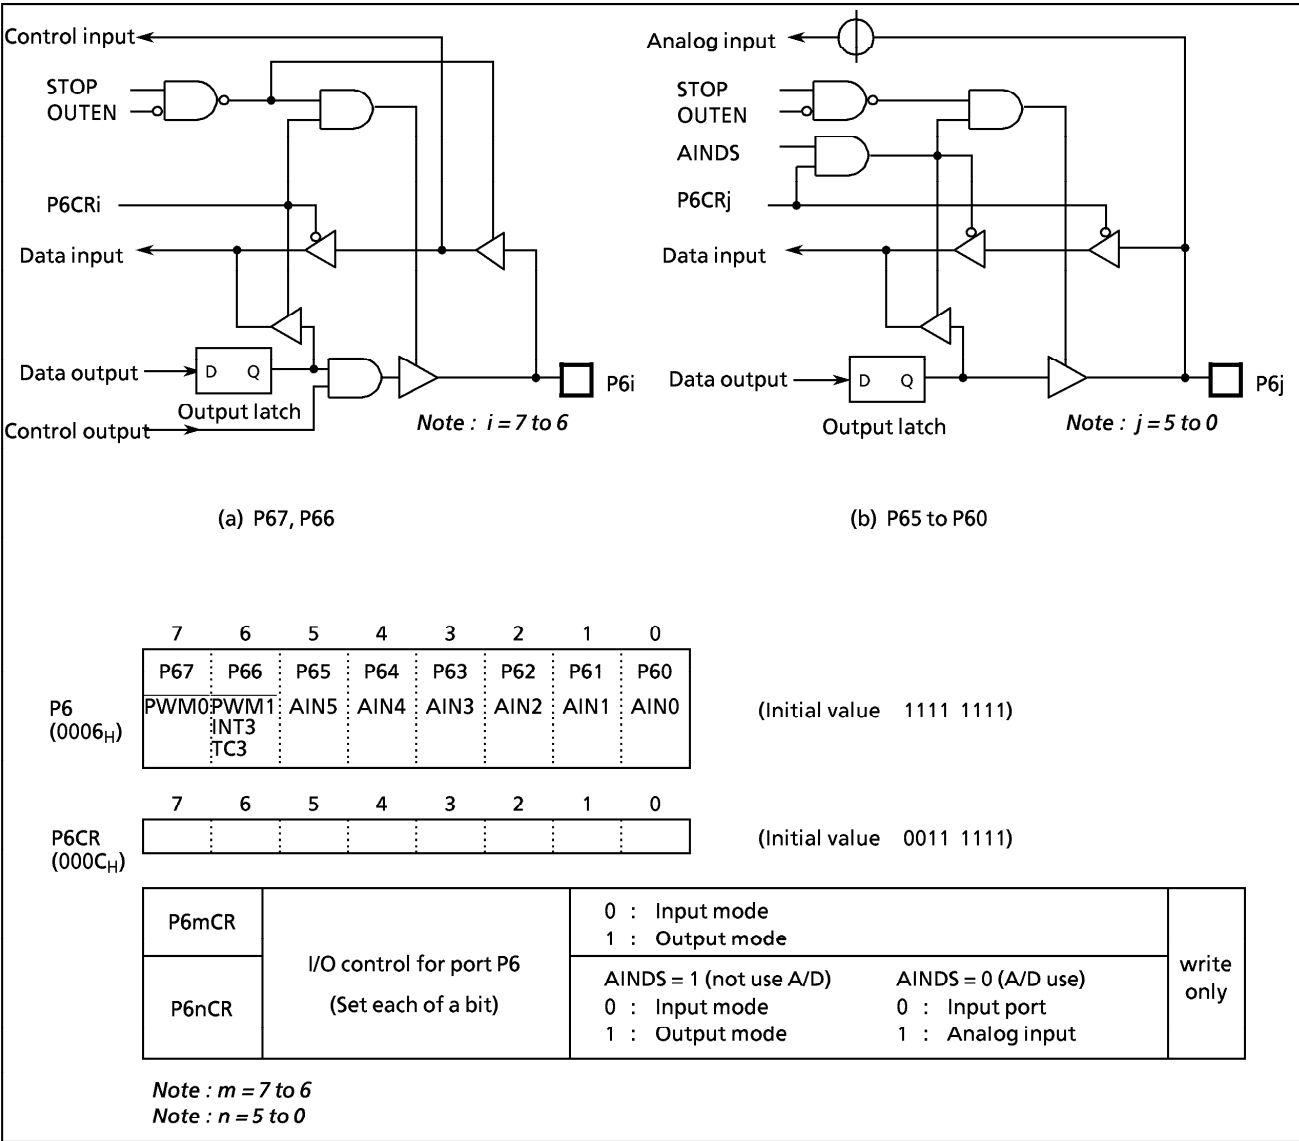 Control input
STOP
OUTEN
P6CRi
Data input
Data output
D Q
Output latch
Control output
P6i
Note : i = 7 to 6
(a) P67, P66
Analog input
STOP
OUTEN
AINDS
P6CRj
Data input
Data output
D Q
Output latch
P6j
Note : j = 5 to 0
(b) P65 to P60
7 6 5 4 3 2 1 0
P67 P66 P65 P64 P63 P62 P61 P60
PWM0 PWM1 AIN5 AIN4 AIN3 AIN2 AIN1 AIN0
INT3
TC3
P6
(0006H)
(Initial value 1111 1111)
7 6 5 4 3 2 1 0
P6CR
(000CH)
(Initial value 0011 1111)
P6mCR
P6nCR
I/O control for port P6
(Set each of a bit)
0 : Input mode
1 : Output mode
AINDS = 1 (not use A/D)
0 : Input mode
1 : Output mode
AINDS = 0 (A/D use)
0 : Input port
1 : Analog input
write
only
Note : m = 7 to 6
Note : n = 5 to 0